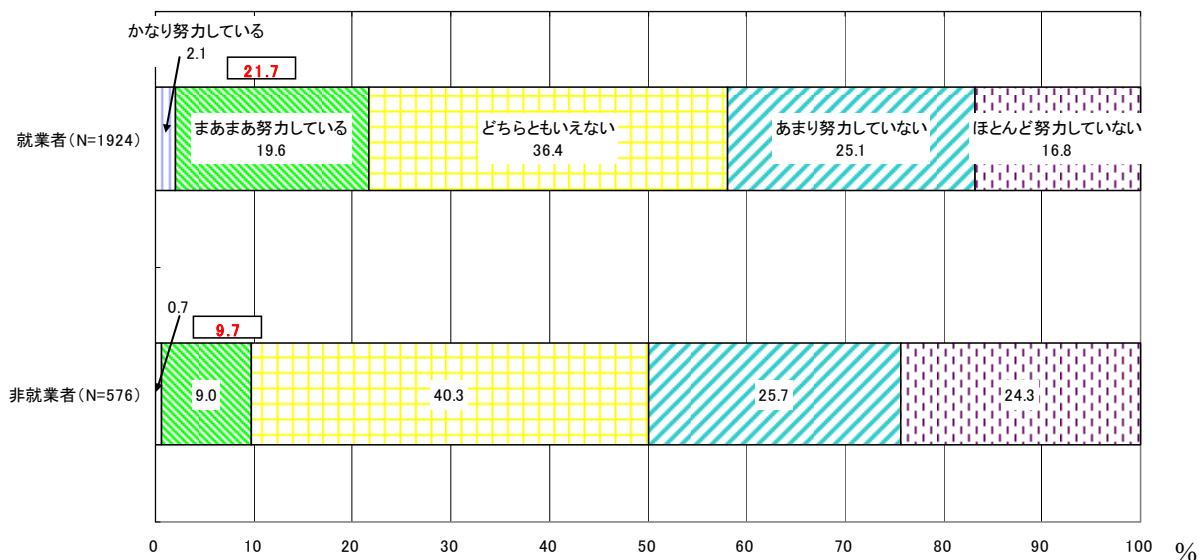 かなり努力している
2.1
21.7
就業者(N=1924)
まあまあ努力している
19.6
どちらともいえない
36.4
あまり努力していない
25.1
ほとんど努力していない
16.8
0.7
9.7
非就業者(N=576)
9.0
40.3
25.7
24.3
0 10 20 30 40 50 60 70 80 90 100 %